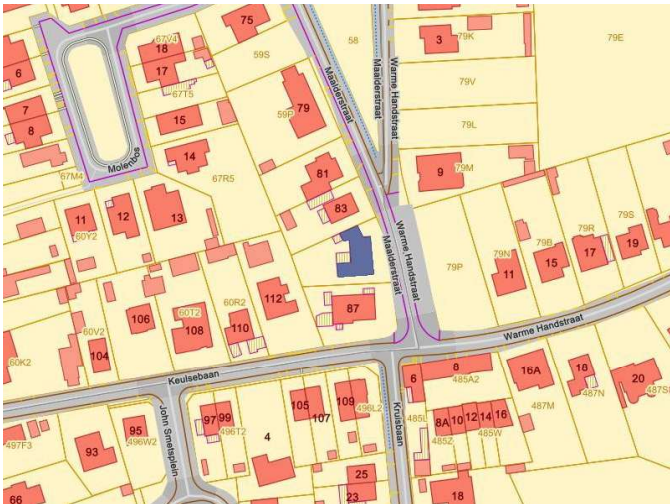 75
67V4
18
17
67T5
59S
58
3
79K
79E
6
7
8
15
59P
79
79V
79L
Maalderstraat
Maalderstraat
Warme Handstraat
Molenbos
67M4
14
67R5
81
83
9
79M
11
60Y2
12
13
Warme Handstraat
Maalderstraat
79P
79N
11
79B
15
79R
17
79S
19
60V2
104
106
60T2
108
60R2
110
112
87
60K2
Keulsebaan
Warme Handstraat
John Smetsplein
97
99
496T2
95
496W2
93
497F3
66
4
105
107
109
496L2
25
23
Kruisbaan
6
8
485A2
485L
8A
10
12
14
16
485Z
485W
18
16A
487M
18
487N
20
487S